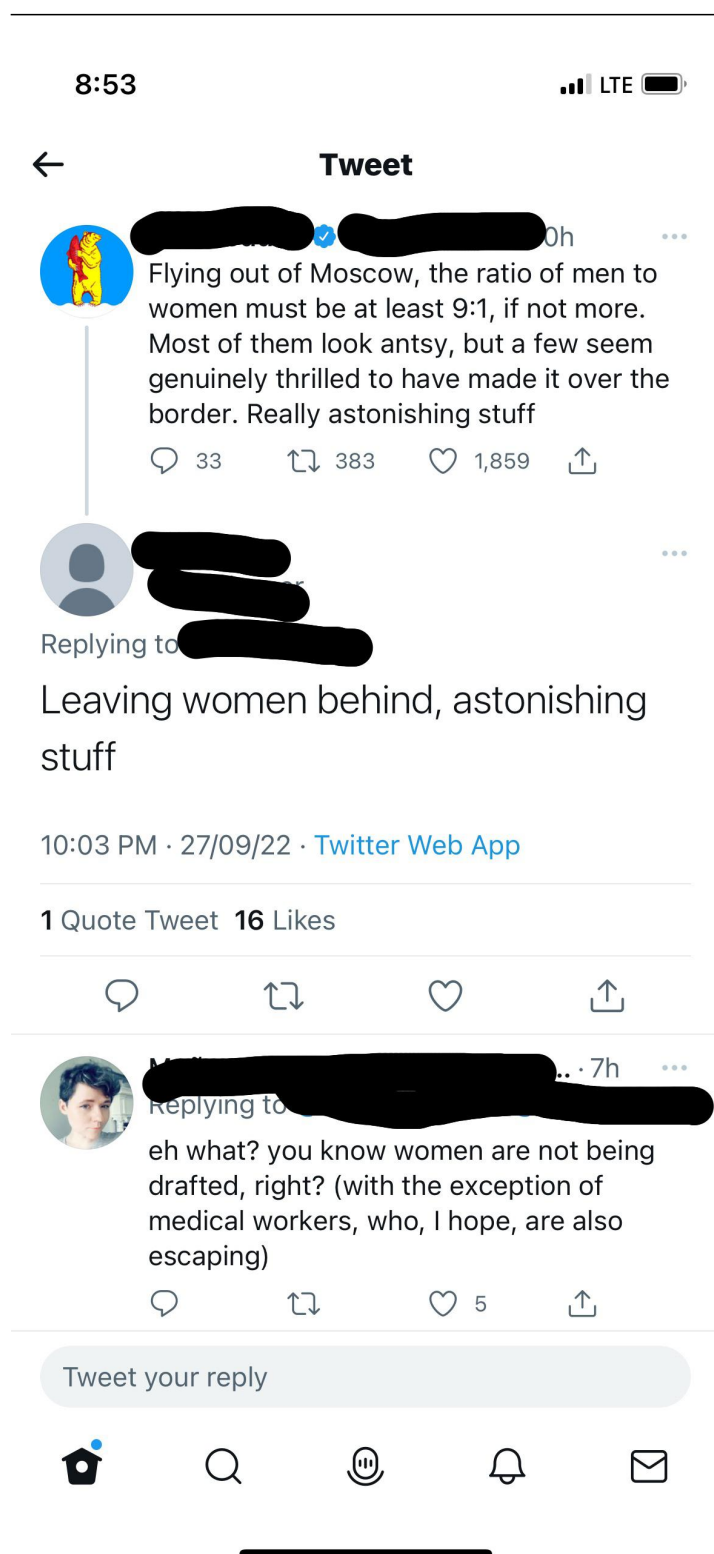 8:53
LTE
Tweet
0h
Flying out of Moscow, the ratio of men to
women must be at least 9:1, if not more.
Most of them look antsy, but a few seem
genuinely thrilled to have made it over the
border. Really astonishing stuff
33 383 1,859
Replying to
Leaving women behind, astonishing
stuff
10:03 PM · 27/09/22 · Twitter Web App
1 Quote Tweet 16 Likes
.. · 7h
Replying to
eh what? you know women are not being
drafted, right? (with the exception of
medical workers, who, I hope, are also
escaping)
5
Tweet your reply